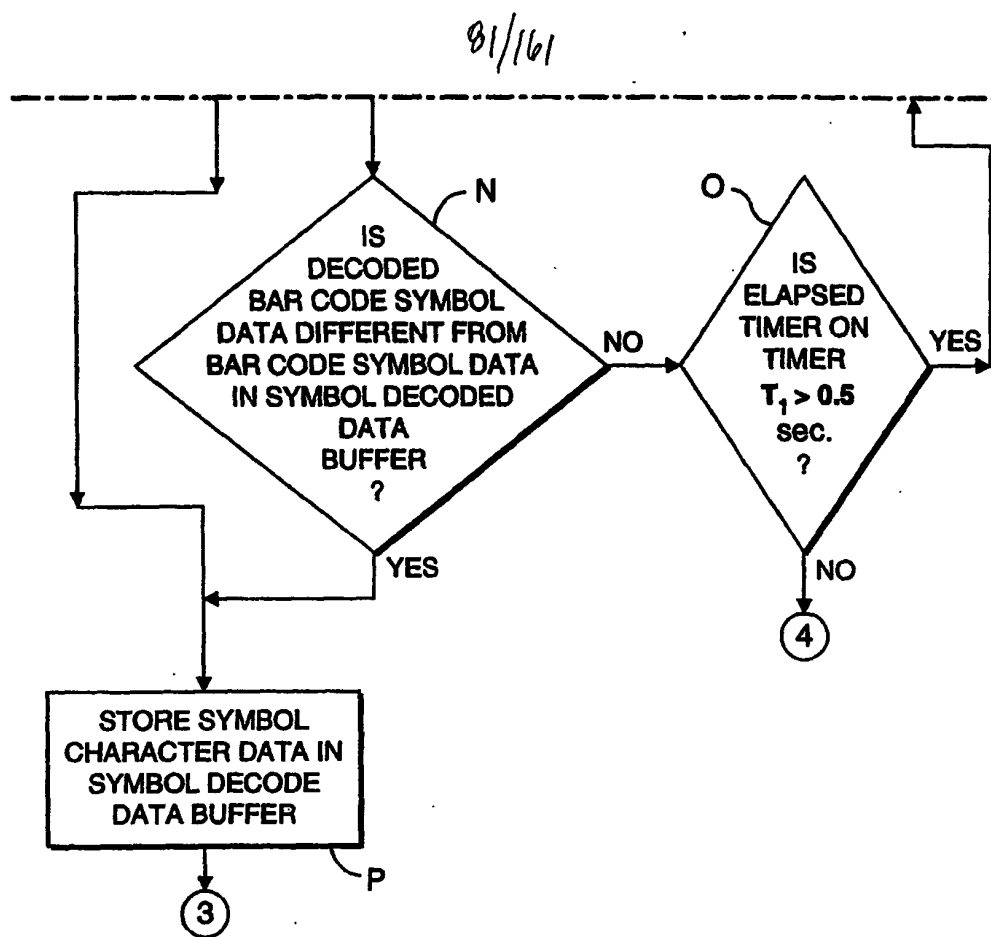 81/161
N
IS
DECODED
BAR CODE SYMBOL
DATA DIFFERENT FROM
BAR CODE SYMBOL DATA
IN SYMBOL DECODED
DATA
BUFFER
?
NO
YES
O
IS
ELAPSED
TIMER ON
TIMER
T₁ > 0.5
sec.
?
YES
NO
4
STORE SYMBOL
CHARACTER DATA IN
SYMBOL DECODE
DATA BUFFER
P
3